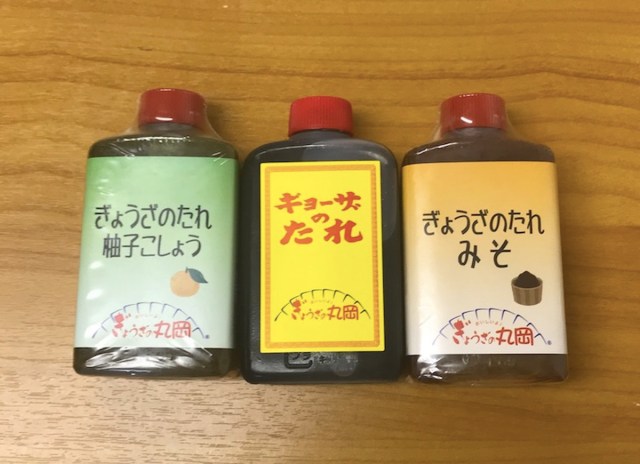 ぎょうざのたれ
柚子こしょう
ぎょうざの丸岡
ギョーザ
の
たれ
ぎょうざの丸岡
ぎょうざのたれ
みそ
ぎょうざの丸岡